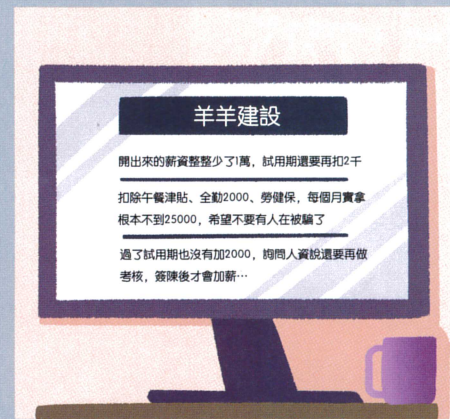 羊羊建設
開出來的薪資整整少了1萬，試用期還要再扣2千
扣除午餐津貼、全勤2000、勞健保，每個月實拿
根本不到25000，希望不要有人在被騙了
過了試用期也沒有加2000，詢問人資說還要再做
考核，簽陳後才會加薪…